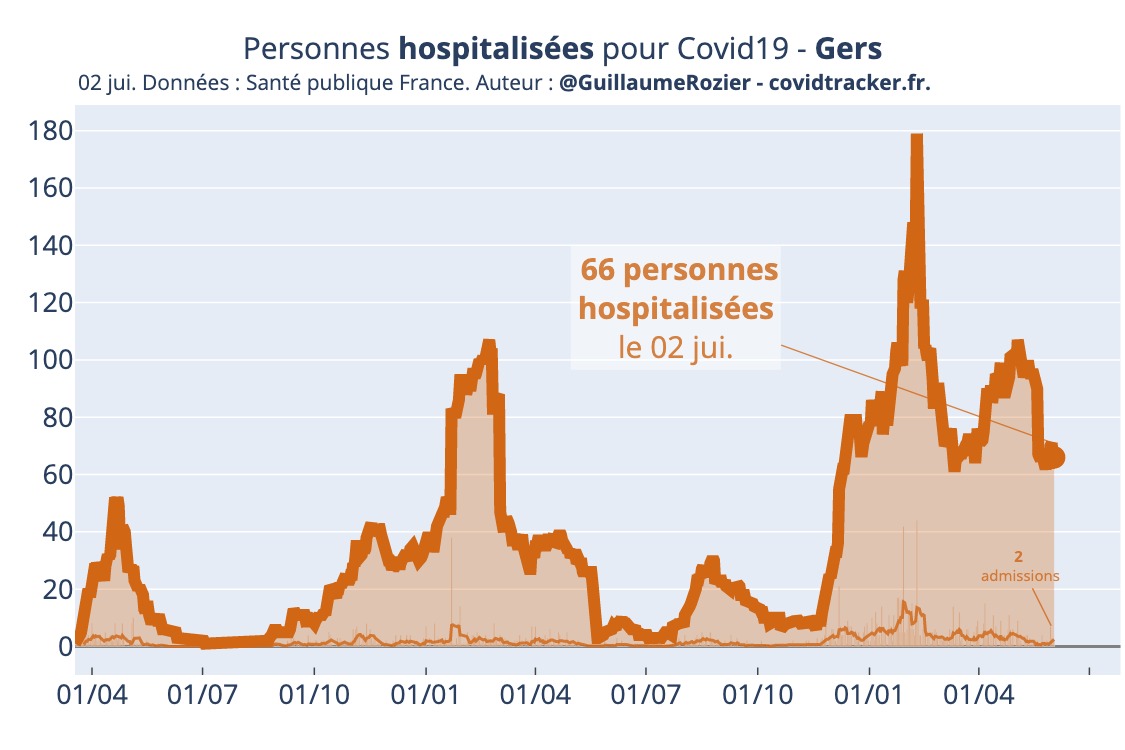 Personnes hospitalisées pour Covid19 - Gers
02 jui. Données : Santé publique France. Auteur : @GuillaumeRozier - covidtracker.fr.
180
160
140
120
100
80
60
40
20
0
66 personnes
hospitalisées
le 02 jui.
2
admissions
01/04 01/07 01/10 01/01 01/04 01/07 01/10 01/01 01/04